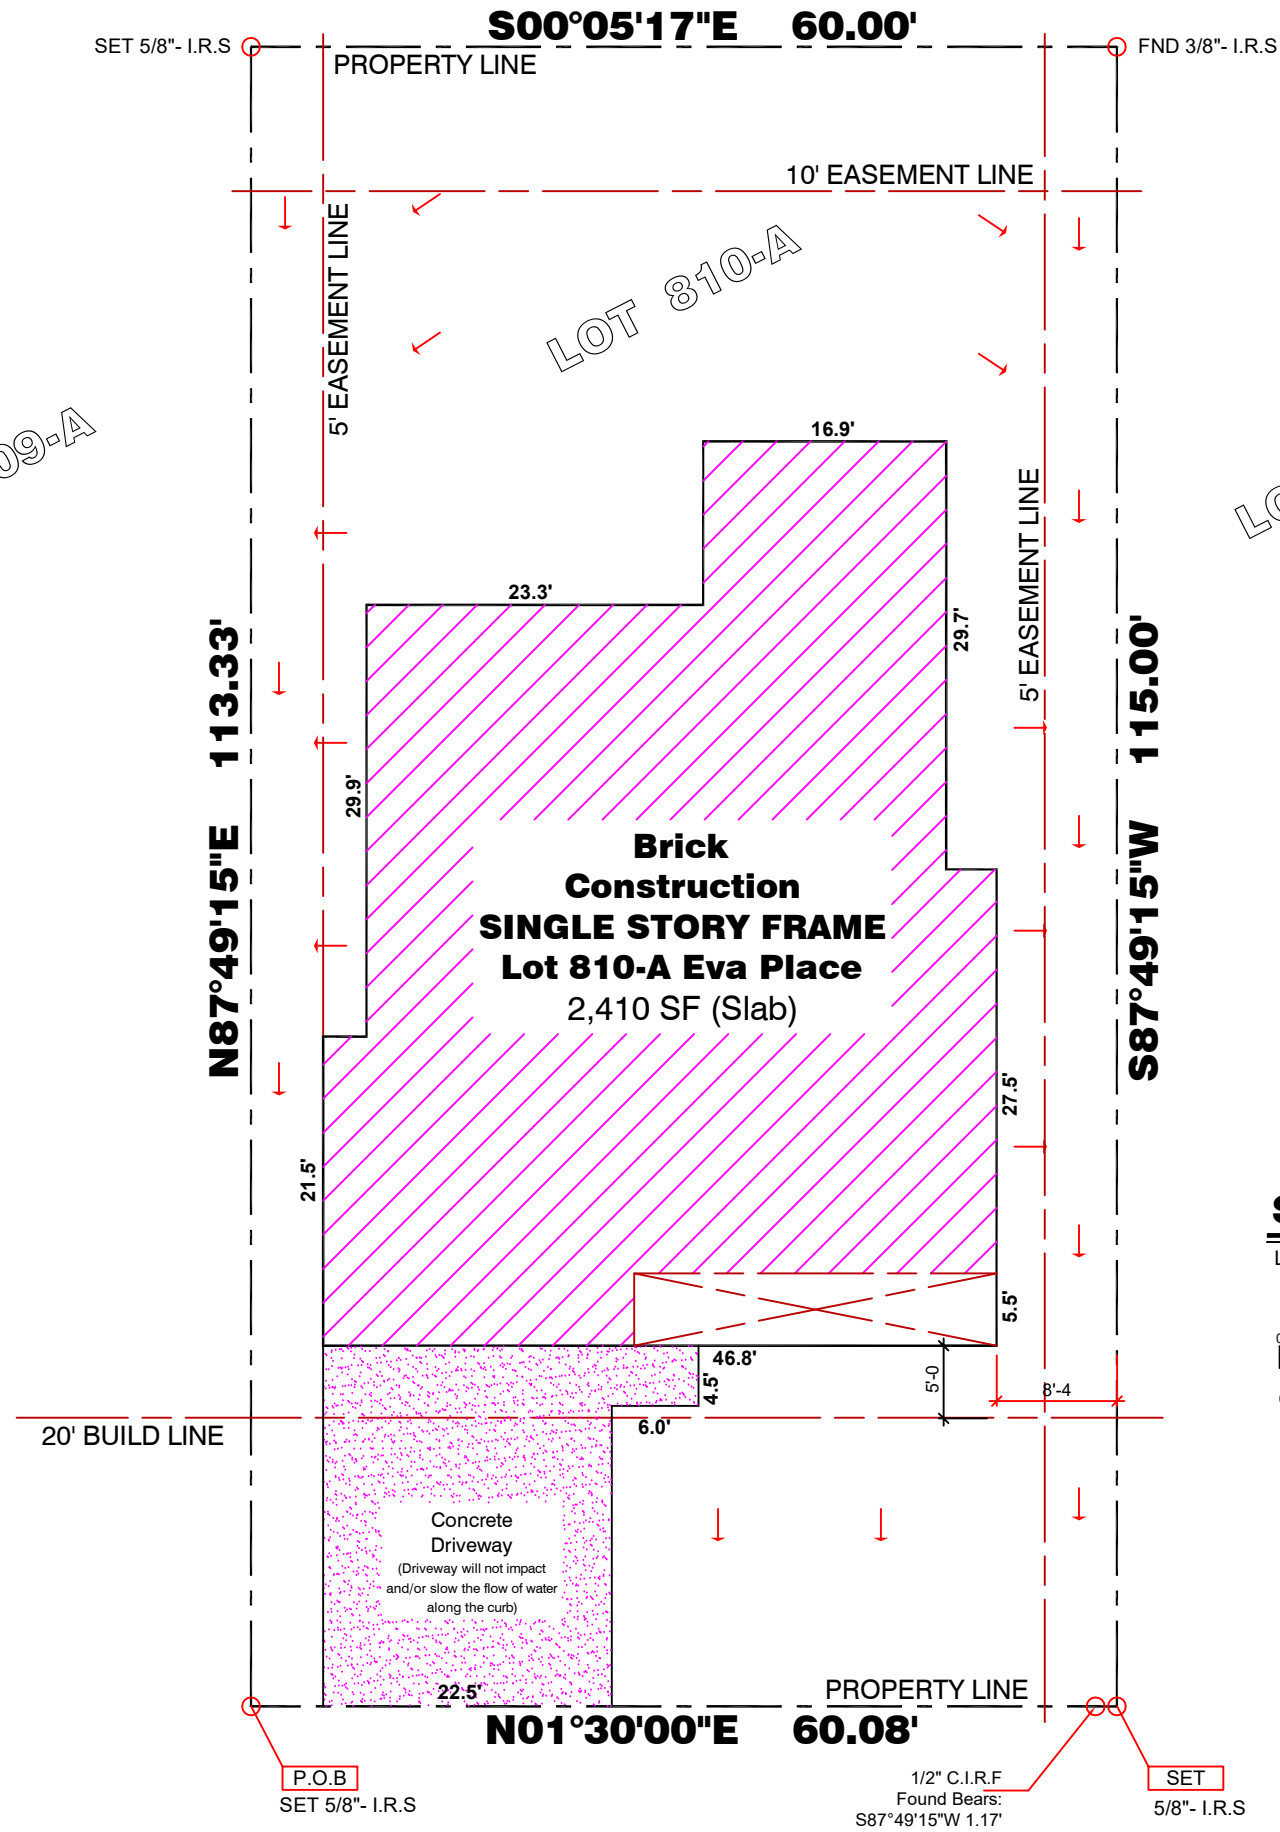 S00°05'17"E 60.00'
SET 5/8"- I.R.S
FND 3/8"- I.R.S
PROPERTY LINE
10' EASEMENT LINE
5' EASEMENT LINE
LOT 810-A
09-A
16.9'
5' EASEMENT LINE
23.3'
29.7'
N87°49'15"E 113.33'
S87°49'15"W 115.00'
29.9'
Brick
Construction
SINGLE STORY FRAME
Lot 810-A Eva Place
2,410 SF (Slab)
27.5'
21.5'
5.5'
46.8'
4.5'
5'-0
8'-4
6.0'
20' BUILD LINE
Concrete
Driveway
(Driveway will not impact
and/or slow the flow of water
along the curb)
22.5'
PROPERTY LINE
N01°30'00"E 60.08'
P.O.B
SET 5/8"- I.R.S
1/2" C.I.R.F
Found Bears:
S87°49'15"W 1.17'
SET
5/8"- I.R.S